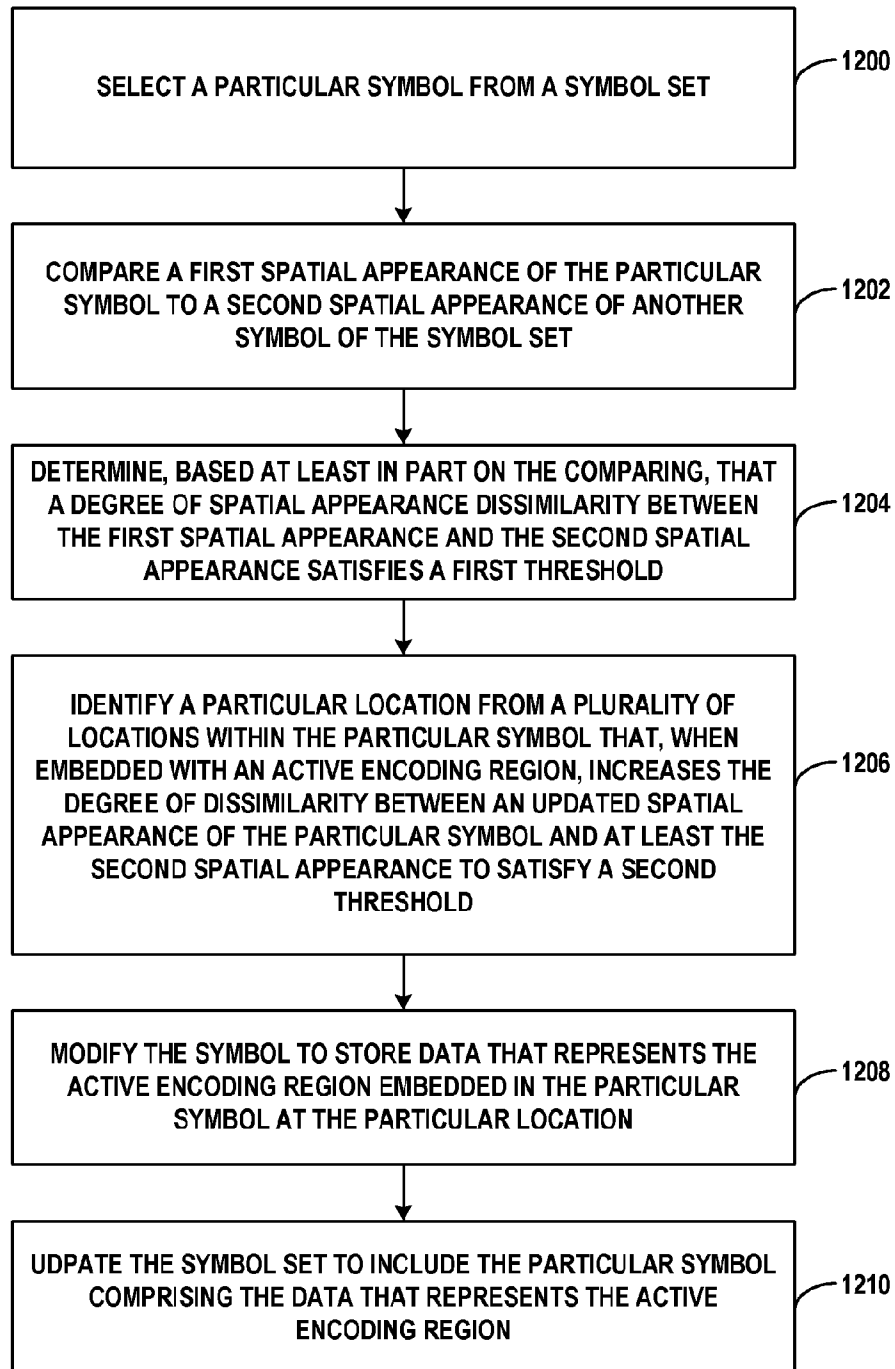 SELECT A PARTICULAR SYMBOL FROM A SYMBOL SET
1200
COMPARE A FIRST SPATIAL APPEARANCE OF THE PARTICULAR
SYMBOL TO A SECOND SPATIAL APPEARANCE OF ANOTHER
SYMBOL OF THE SYMBOL SET
1202
DETERMINE, BASED AT LEAST IN PART ON THE COMPARING, THAT
A DEGREE OF SPATIAL APPEARANCE DISSIMILARITY BETWEEN
THE FIRST SPATIAL APPEARANCE AND THE SECOND SPATIAL
APPEARANCE SATISFIES A FIRST THRESHOLD
1204
IDENTIFY A PARTICULAR LOCATION FROM A PLURALITY OF
LOCATIONS WITHIN THE PARTICULAR SYMBOL THAT, WHEN
EMBEDDED WITH AN ACTIVE ENCODING REGION, INCREASES THE
DEGREE OF DISSIMILARITY BETWEEN AN UPDATED SPATIAL
APPEARANCE OF THE PARTICULAR SYMBOL AND AT LEAST THE
SECOND SPATIAL APPEARANCE TO SATISFY A SECOND
THRESHOLD
1206
MODIFY THE SYMBOL TO STORE DATA THAT REPRESENTS THE
ACTIVE ENCODING REGION EMBEDDED IN THE PARTICULAR
SYMBOL AT THE PARTICULAR LOCATION
1208
UDPATE THE SYMBOL SET TO INCLUDE THE PARTICULAR SYMBOL
COMPRISING THE DATA THAT REPRESENTS THE ACTIVE
ENCODING REGION
1210